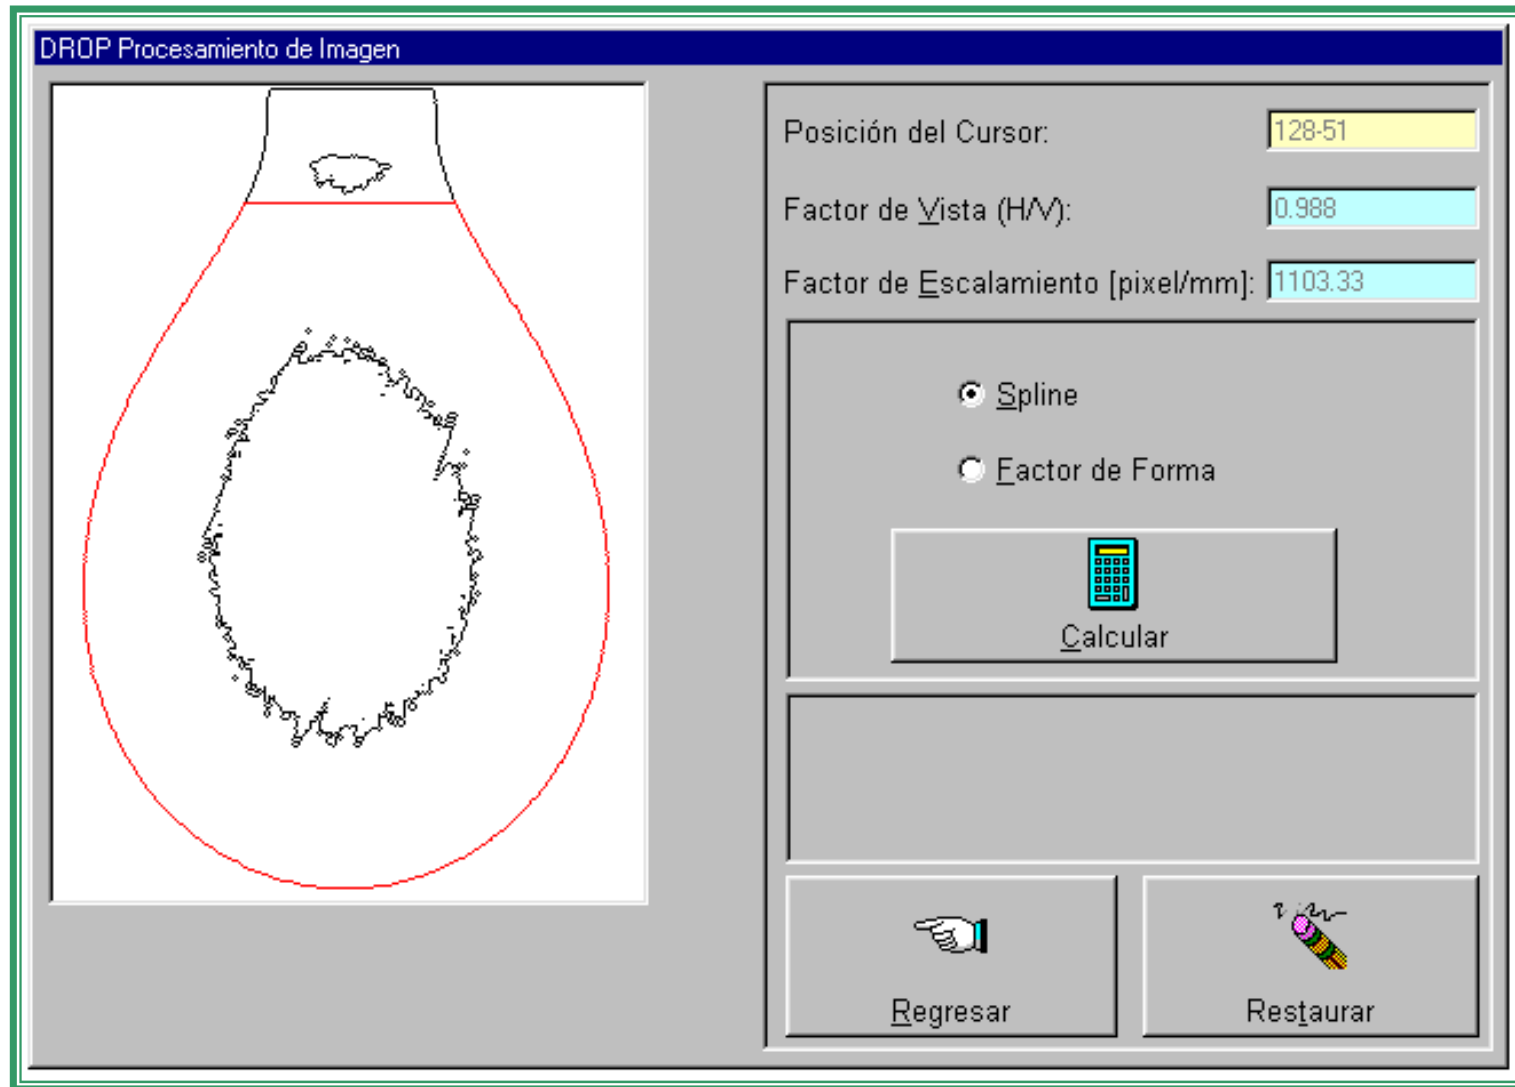 DROP Procesamiento de Imagen
Posición del Cursor: 128-51
Factor de Vista (H/V): 0.988
Factor de Escalamiento [pixel/mm]: 1103.33
Spline
Factor de Forma
Calcular
Regresar
Restaurar